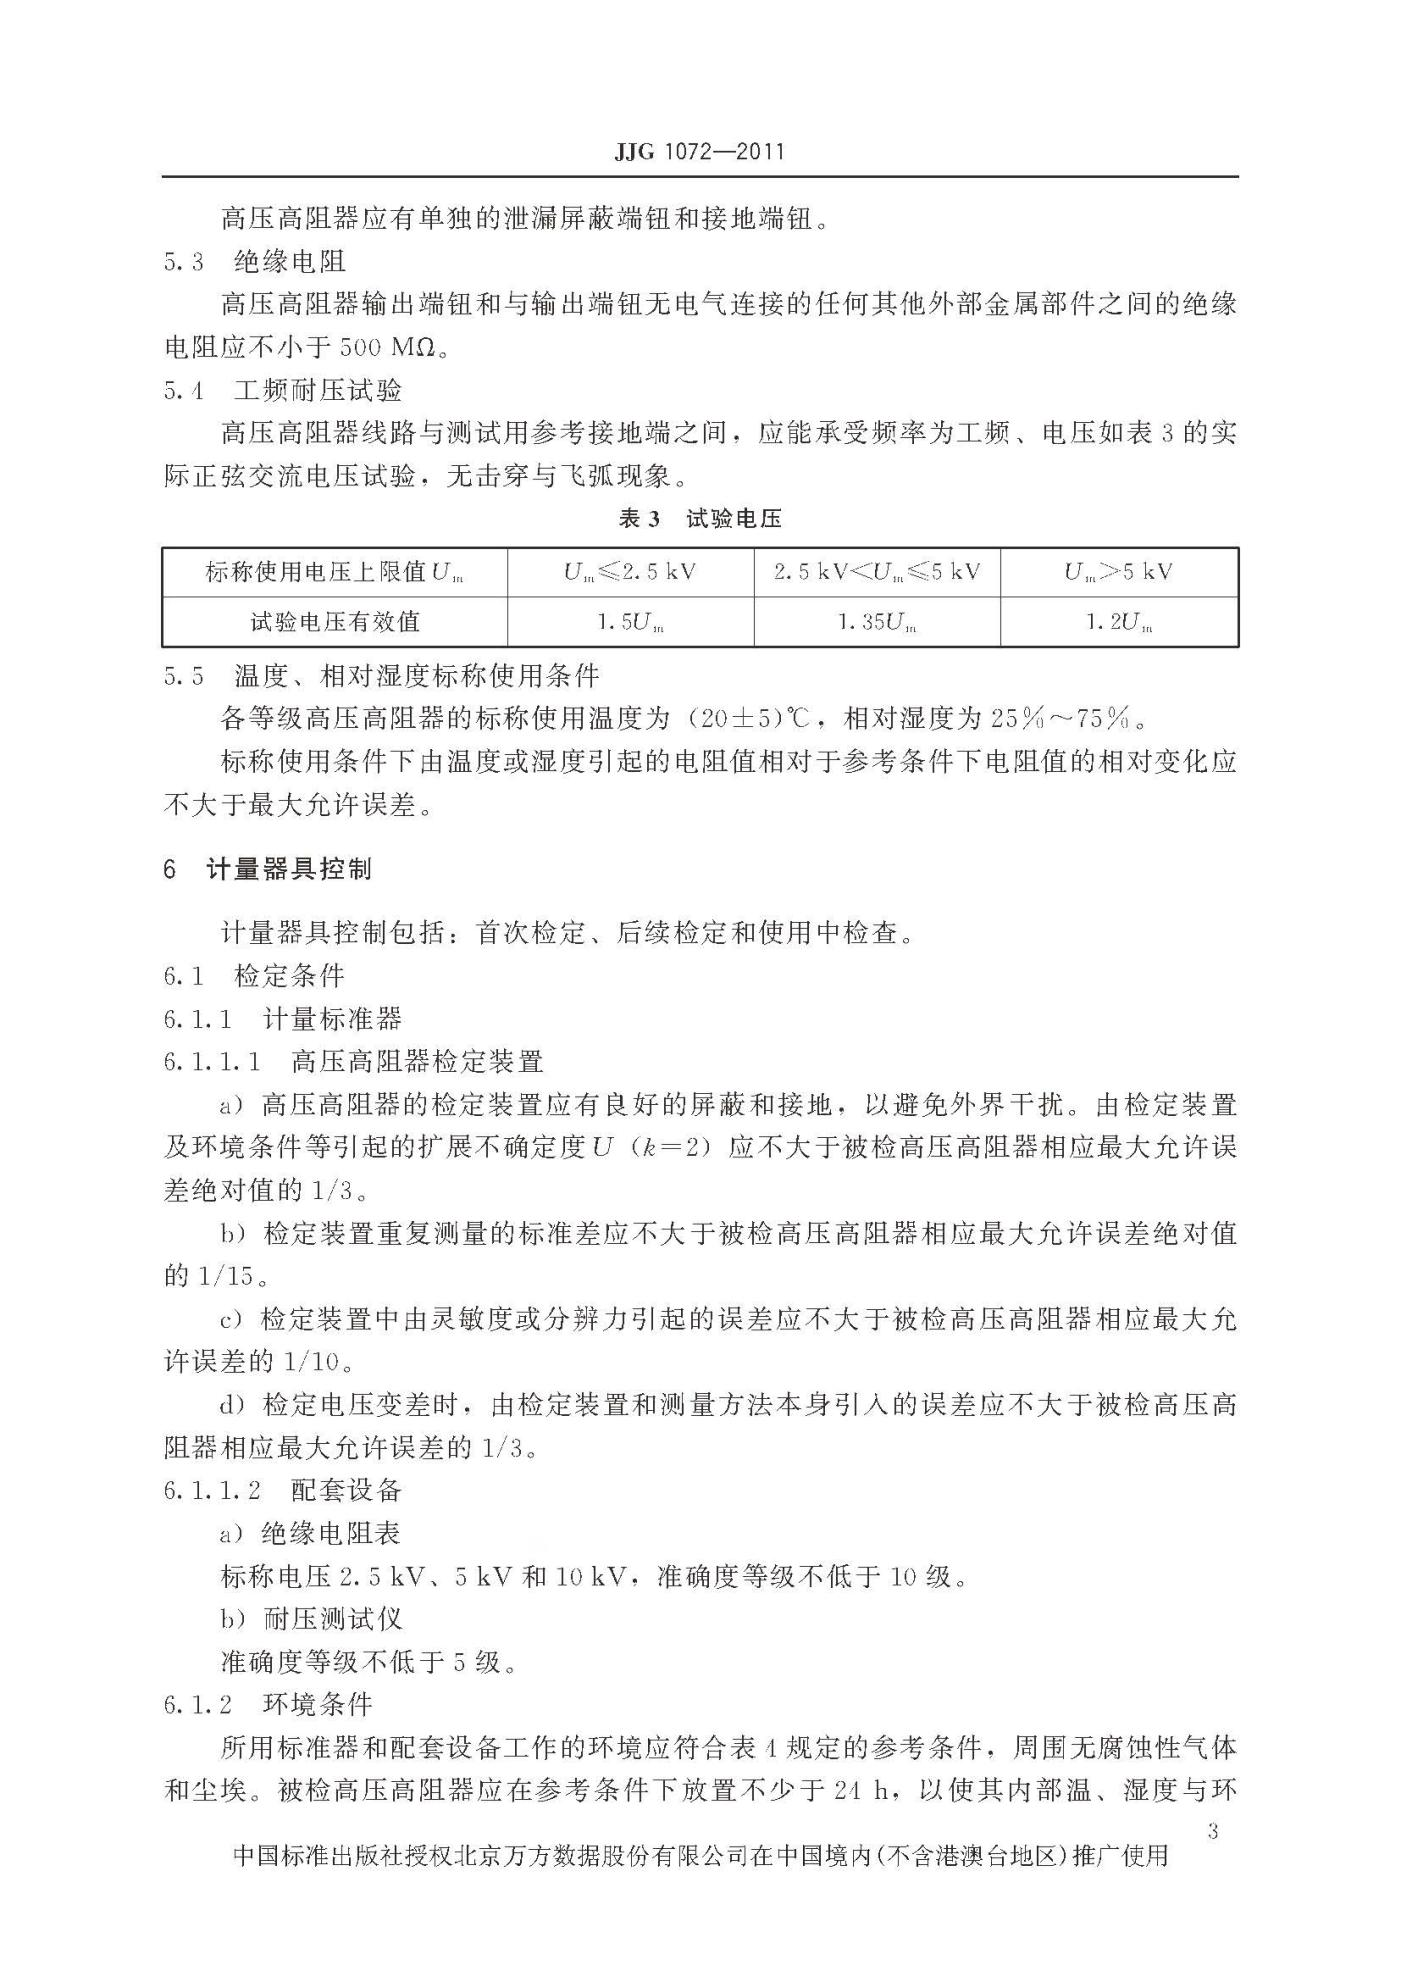 JJG 1072—2011
高压高阻器应有单独的泄漏屏蔽端钮和接地端钮。
5.3 绝缘电阻
高压高阻器输出端钮和与输出端钮无电气连接的任何其他外部金属部件之间的绝缘
电阻应不小于 500 MΩ。
5.4 工频耐压试验
高压高阻器线路与测试用参考接地端之间，应能承受频率为工频、电压如表 3 的实
际正弦交流电压试验，无击穿与飞弧现象。
表 3 试验电压
标称使用电压上限值 Uₘ Uₘ≤2.5 kV 2.5 kV<Uₘ≤5 kV Uₘ>5 kV
试验电压有效值 1.5Uₘ 1.35Uₘ 1.2Uₘ
5.5 温度、相对湿度标称使用条件
各等级高压高阻器的标称使用温度为（20±5）℃，相对湿度为 25%～75%。
标称使用条件下由温度或湿度引起的电阻值相对于参考条件下电阻值的相对变化应
不大于最大允许误差。
6 计量器具控制
计量器具控制包括：首次检定、后续检定和使用中检查。
6.1 检定条件
6.1.1 计量标准器
6.1.1.1 高压高阻器检定装置
a）高压高阻器的检定装置应有良好的屏蔽和接地，以避免外界干扰。由检定装置
及环境条件等引起的扩展不确定度 U（k=2）应不大于被检高压高阻器相应最大允许误
差绝对值的 1/3。
b）检定装置重复测量的标准差应不大于被检高压高阻器相应最大允许误差绝对值
的 1/15。
c）检定装置中由灵敏度或分辨力引起的误差应不大于被检高压高阻器相应最大允
许误差的 1/10。
d）检定电压变差时，由检定装置和测量方法本身引入的误差应不大于被检高压高
阻器相应最大允许误差的 1/3。
6.1.1.2 配套设备
a）绝缘电阻表
标称电压 2.5 kV、5 kV 和 10 kV，准确度等级不低于 10 级。
b）耐压测试仪
准确度等级不低于 5 级。
6.1.2 环境条件
所用标准器和配套设备工作的环境应符合表 4 规定的参考条件，周围无腐蚀性气体
和尘埃。被检高压高阻器应在参考条件下放置不少于 24 h，以使其内部温、湿度与环
3
中国标准出版社授权北京万方数据股份有限公司在中国境内(不含港澳台地区)推广使用